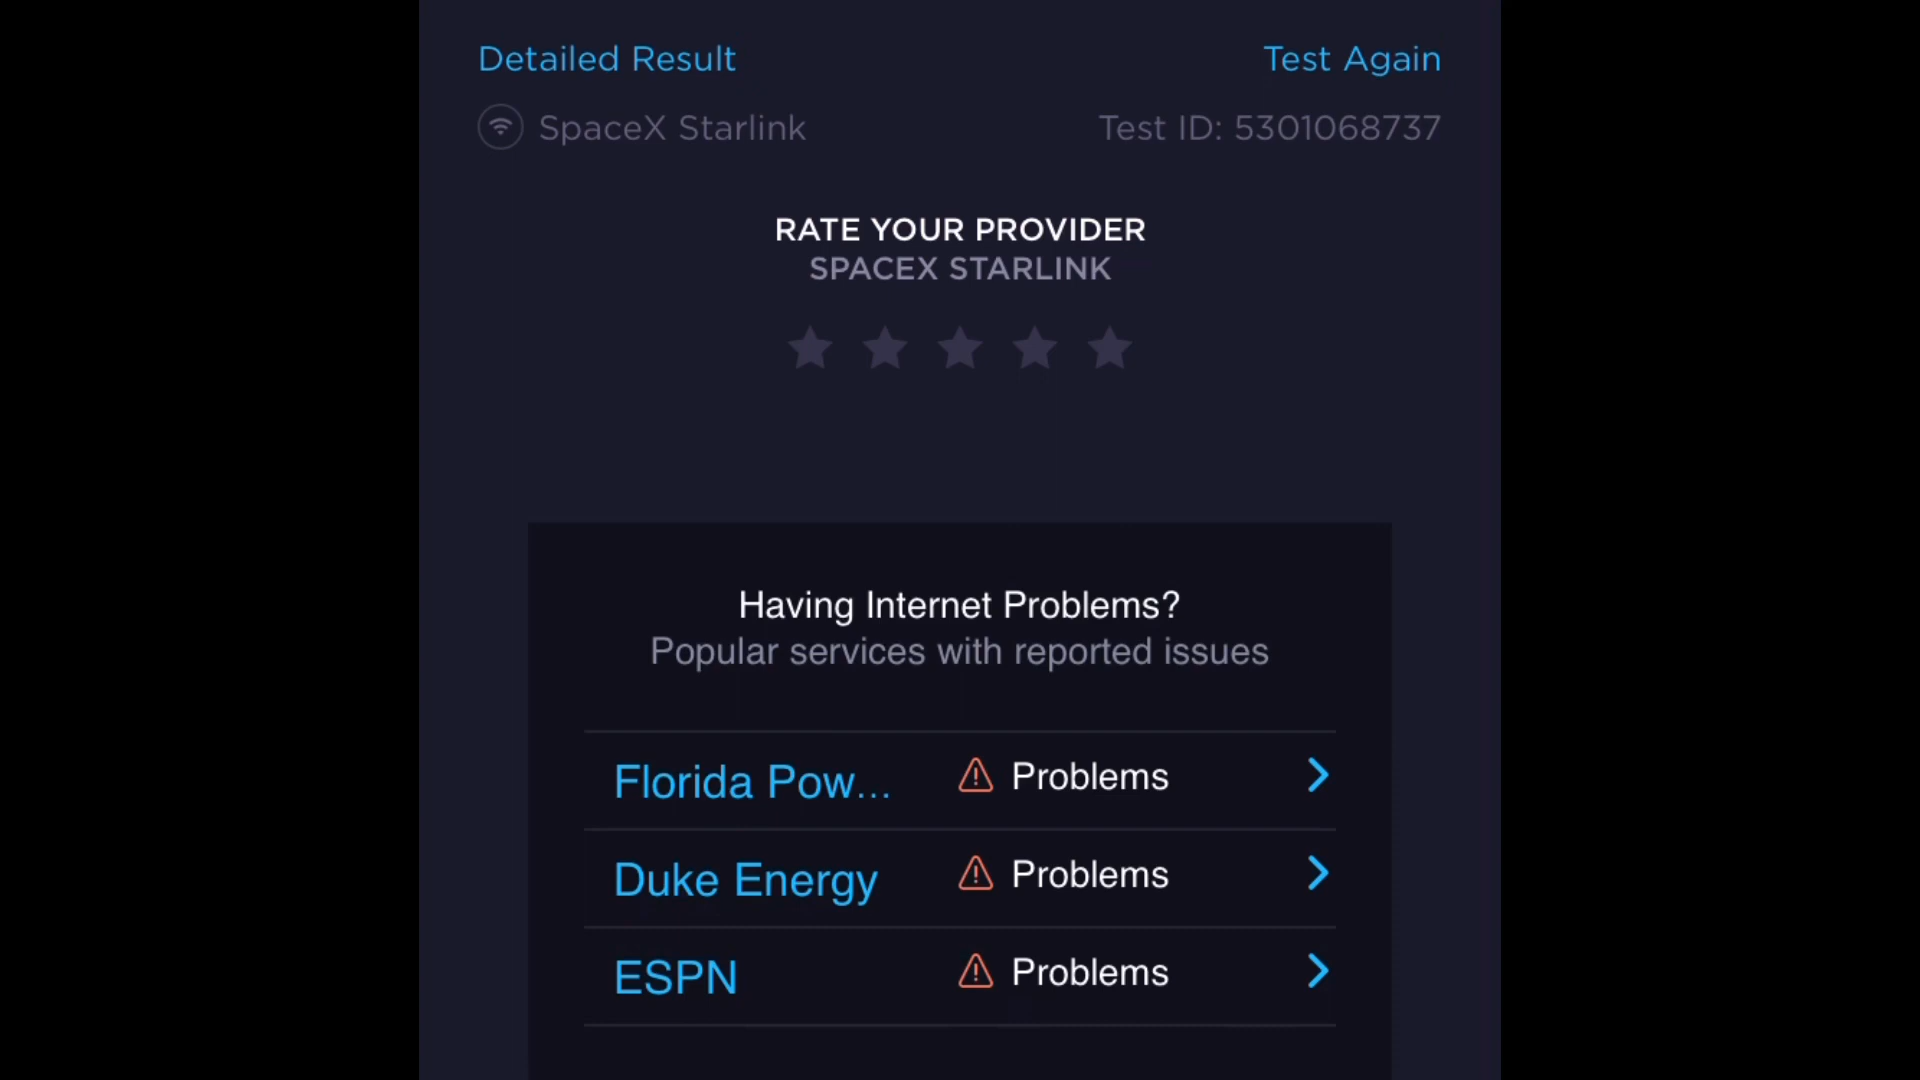 Detailed Result Test Again
SpaceX Starlink Test ID: 5301068737
RATE YOUR PROVIDER
SPACEX STARLINK
Having Internet Problems?
Popular services with reported issues
Florida Pow... Problems
Duke Energy Problems
ESPN Problems